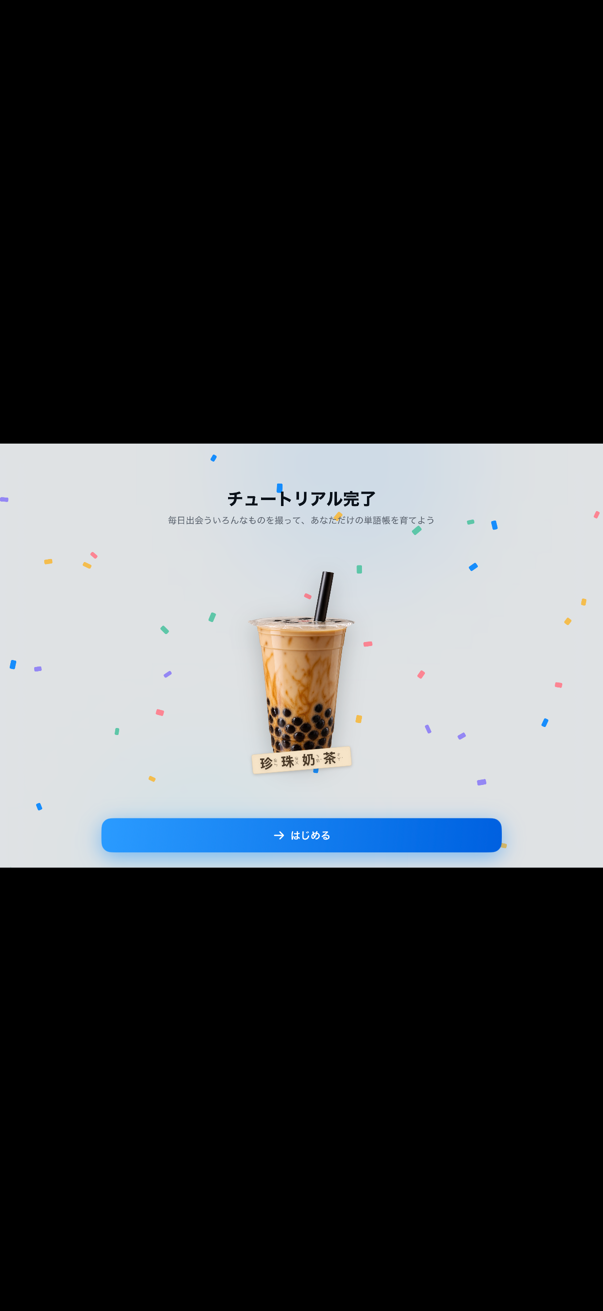 チュートリアル完了
毎日出会ういろんなものを撮って、あなただけの単語帳を育てよう
珍珠奶茶
→ はじめる